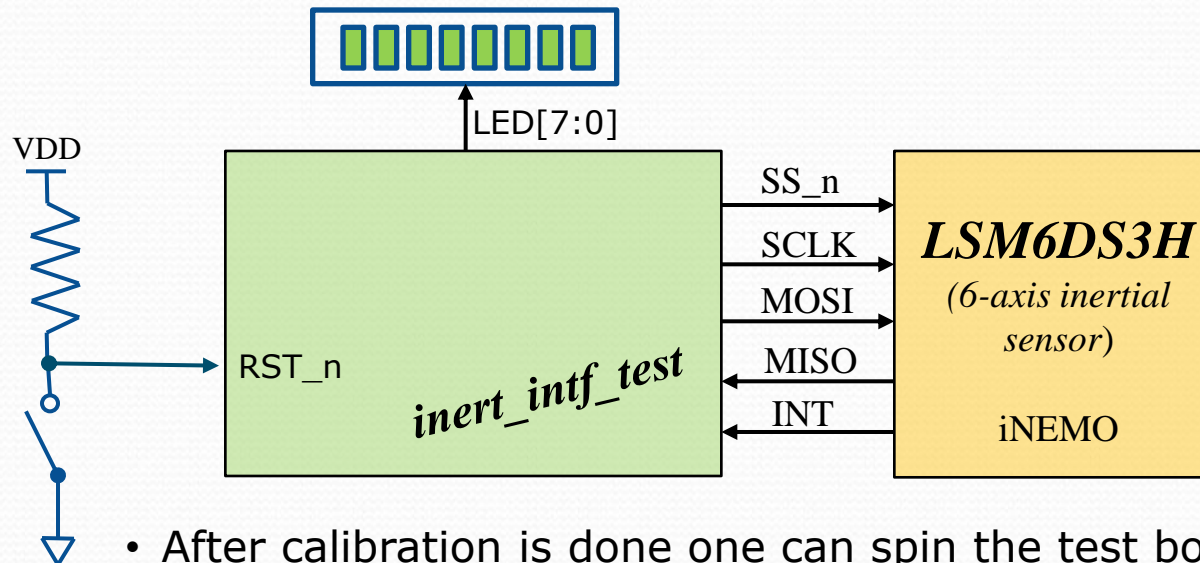 LED[7:0]
VDD
SS_n
SCLK
MOSI
MISO
INT
RST_n
inert_intf_test
LSM6DS3H
(6-axis inertial
sensor)
iNEMO
• After calibration is done one can spin the test bo